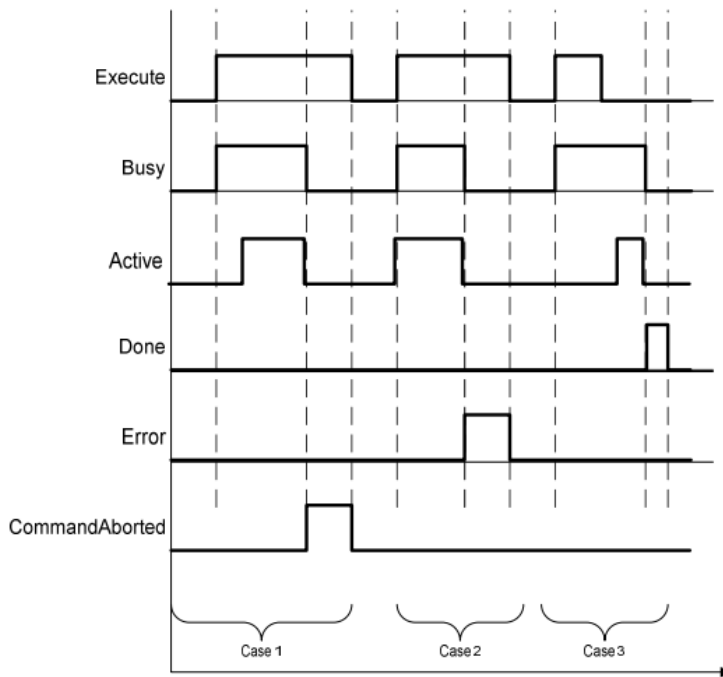 Execute
Busy
Active
Done
Error
CommandAborted
Case 1
Case 2
Case 3